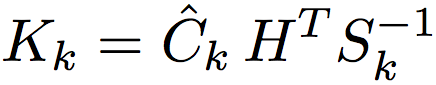 $K_k = \hat{C}_k \, H^T S_k^{-1}$